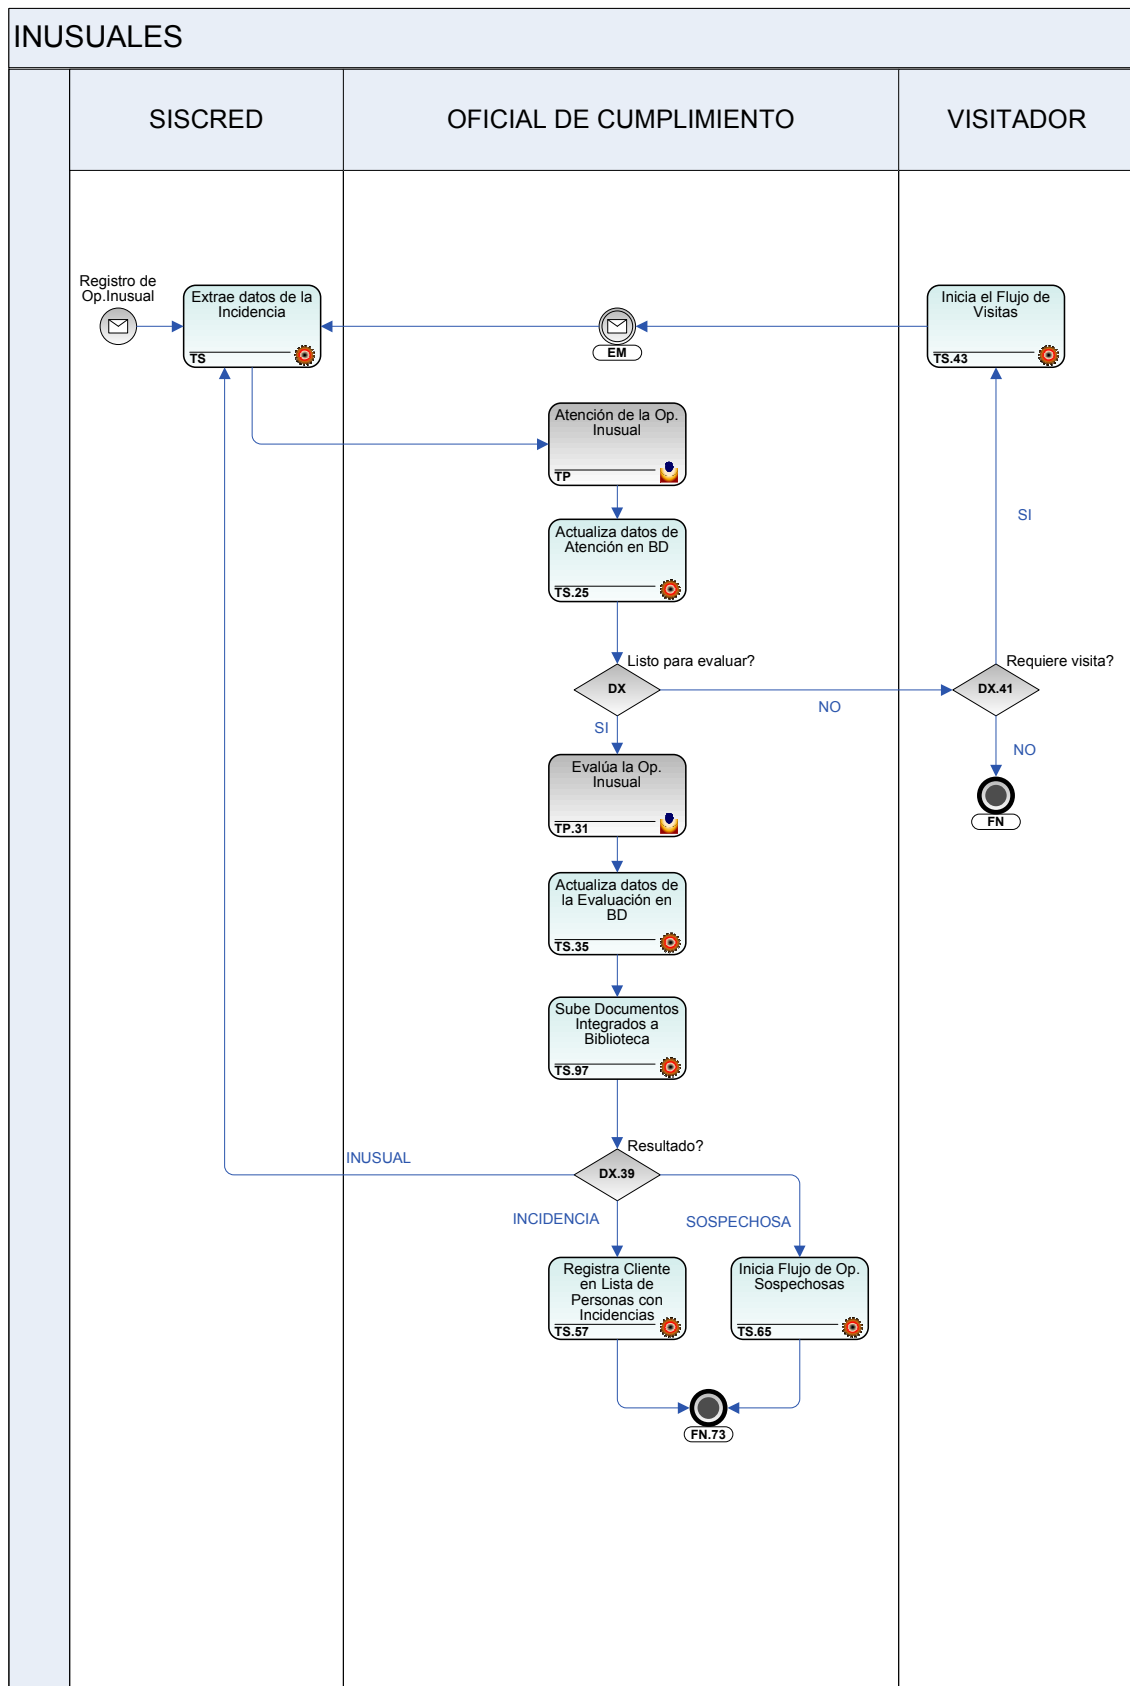 INUSUALES
SISCRED
OFICIAL DE CUMPLIMIENTO
VISITADOR
Registro de
Op.Inusual
Extrae datos de la
Incidencia
TS
EM
Inicia el Flujo de
Visitas
TS.43
Atención de la Op.
Inusual
TP
SI
Actualiza datos de
Atención en BD
TS.25
Listo para evaluar?
DX
NO
Requiere visita?
DX.41
SI
NO
Evalúa la Op.
Inusual
TP.31
FN
Actualiza datos de
la Evaluación en
BD
TS.35
Sube Documentos
Integrados a
Biblioteca
TS.97
Resultado?
DX.39
INUSUAL
INCIDENCIA
SOSPECHOSA
Registra Cliente
en Lista de
Personas con
Incidencias
TS.57
Inicia Flujo de Op.
Sospechosas
TS.65
FN.73